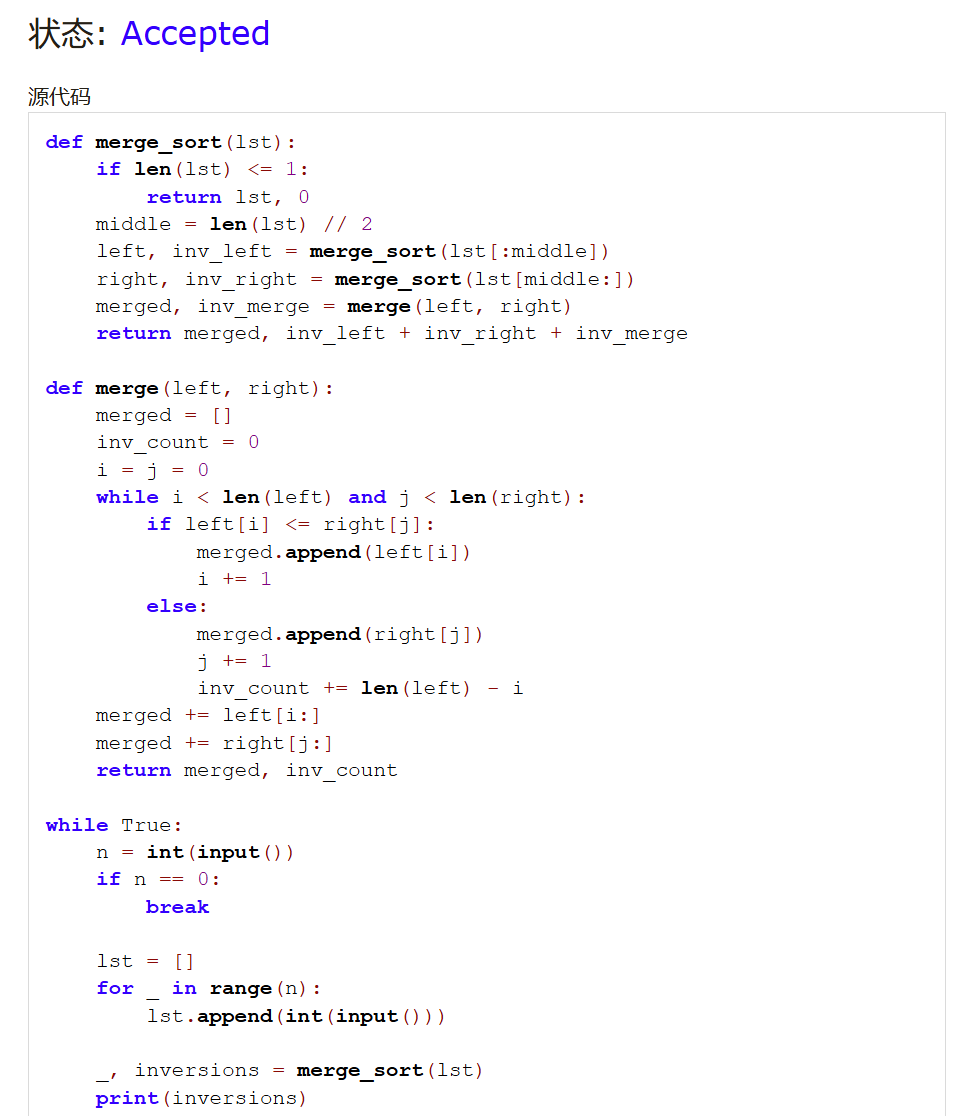 状态: Accepted
源代码
def merge_sort(lst):
    if len(lst) <= 1:
        return lst, 0
    middle = len(lst) // 2
    left, inv_left = merge_sort(lst[:middle])
    right, inv_right = merge_sort(lst[middle:])
    merged, inv_merge = merge(left, right)
    return merged, inv_left + inv_right + inv_merge

def merge(left, right):
    merged = []
    inv_count = 0
    i = j = 0
    while i < len(left) and j < len(right):
        if left[i] <= right[j]:
            merged.append(left[i])
            i += 1
        else:
            merged.append(right[j])
            j += 1
            inv_count += len(left) - i
    merged += left[i:]
    merged += right[j:]
    return merged, inv_count

while True:
    n = int(input())
    if n == 0:
        break

    lst = []
    for _ in range(n):
        lst.append(int(input()))

    _, inversions = merge_sort(lst)
    print(inversions)